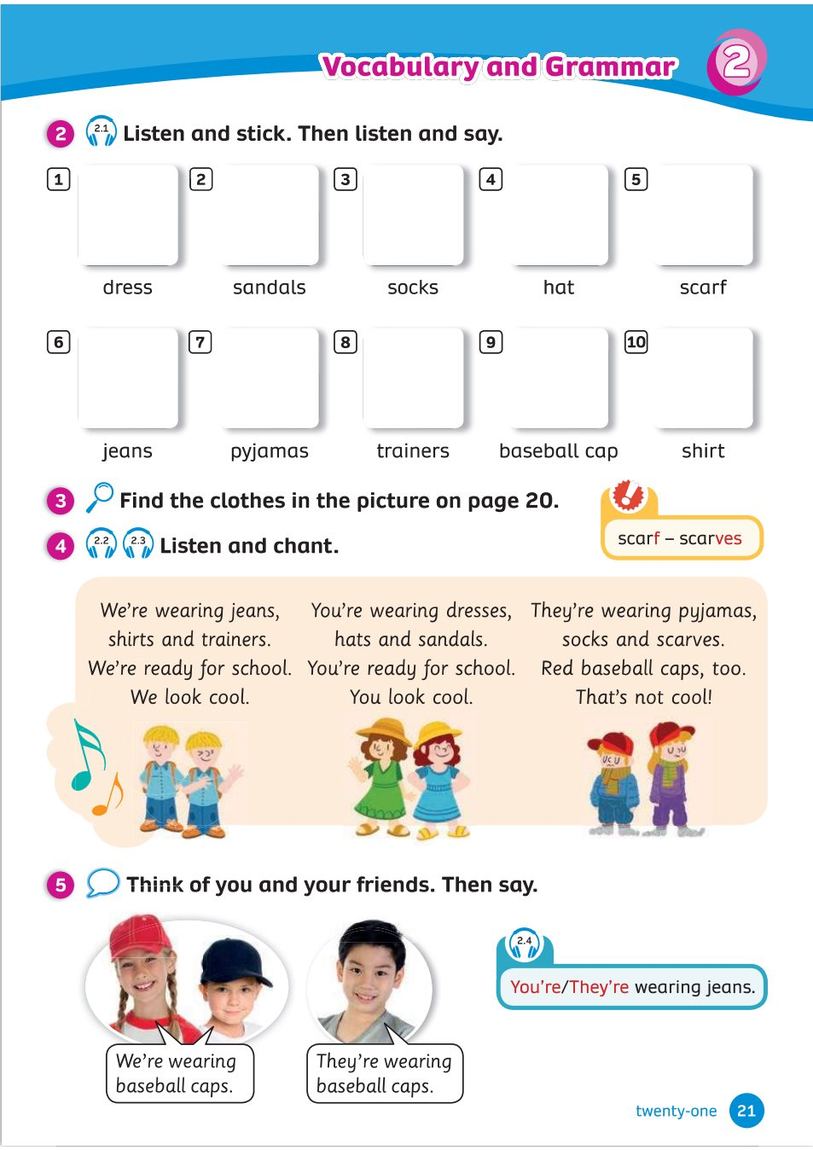 Vocabulary and Grammar 2
2 2.1 Listen and stick. Then listen and say.
1 2 3 4 5
dress sandals socks hat scarf
6 7 8 9 10
jeans pyjamas trainers baseball cap shirt
3 Find the clothes in the picture on page 20.
!
scarf – scarves
4 2.2 2.3 Listen and chant.
We're wearing jeans,
shirts and trainers.
We're ready for school.
We look cool.
You're wearing dresses,
hats and sandals.
You're ready for school.
You look cool.
They're wearing pyjamas,
socks and scarves.
Red baseball caps, too.
That's not cool!
5 Think of you and your friends. Then say.
We're wearing
baseball caps.
They're wearing
baseball caps.
2.4
You're/They're wearing jeans.
twenty-one 21